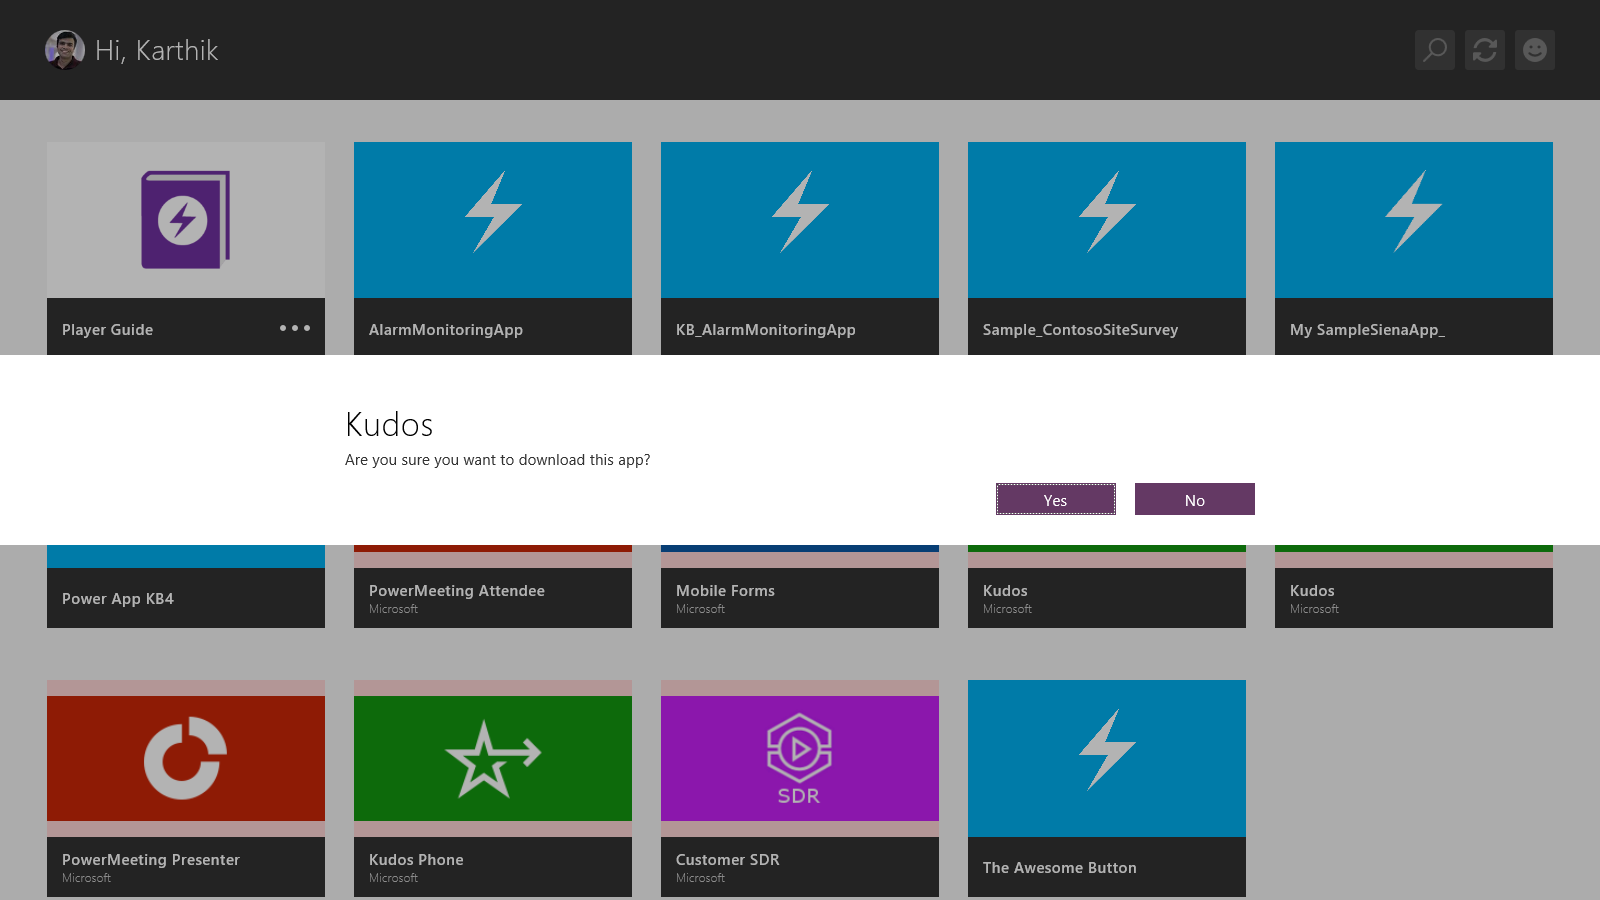 Hi, Karthik
Player Guide
AlarmMonitoringApp
KB_AlarmMonitoringApp
Sample_ContosoSiteSurvey
My SampleSienaApp_
Kudos
Are you sure you want to download this app?
Yes
No
Power App KB4
PowerMeeting Attendee
Microsoft
Mobile Forms
Microsoft
Kudos
Microsoft
Kudos
Microsoft
SDR
PowerMeeting Presenter
Microsoft
Kudos Phone
Microsoft
Customer SDR
Microsoft
The Awesome Button